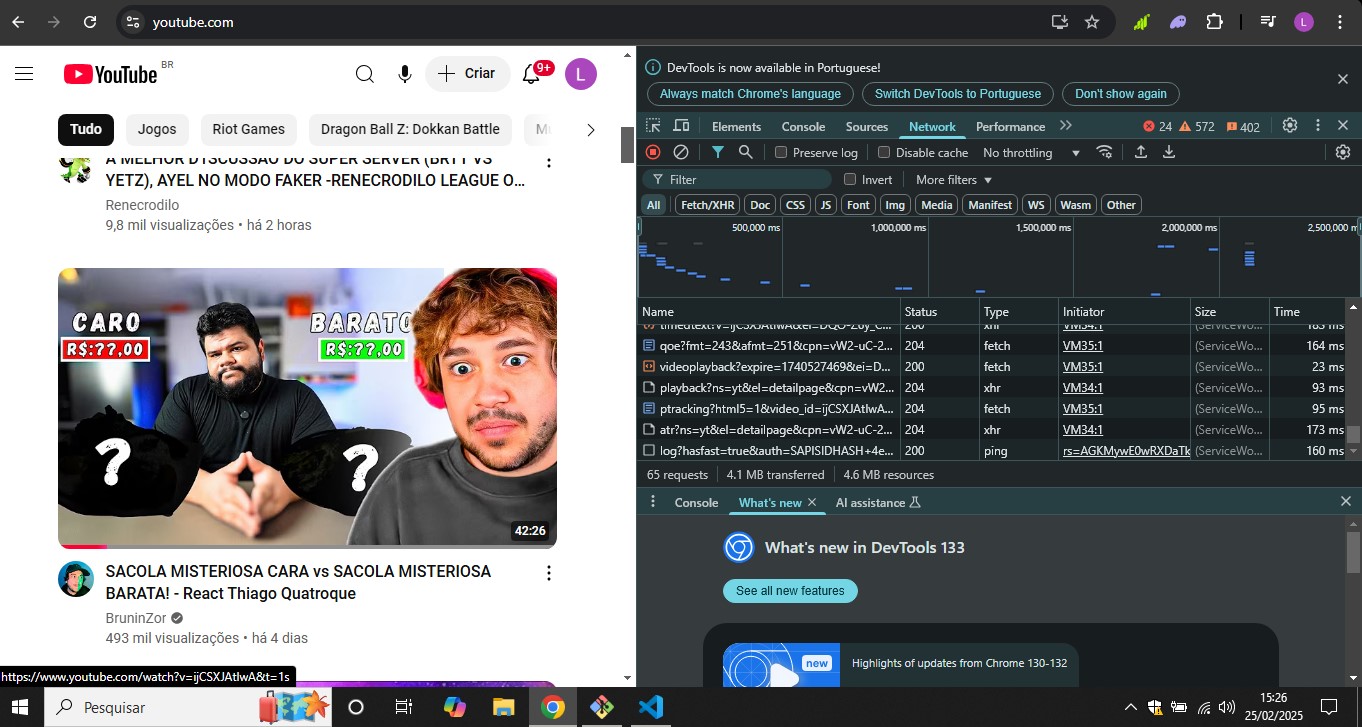 youtube.com
L
YouTube BR
Criar
9+
L
Tudo
Jogos
Riot Games
Dragon Ball Z: Dokkan Battle
A MELHOR D1SCUSSÃO DO SUPER SERVER (BRTT VS
YETZ), AYEL NO MODO FAKER -RENECRODILO LEAGUE O...
Renecrodilo
9,8 mil visualizações • há 2 horas
CARO
R$:77,00
BARATO
R$:77,00
?
?
42:26
SACOLA MISTERIOSA CARA vs SACOLA MISTERIOSA
BARATA! - React Thiago Quatroque
BruninZor
493 mil visualizações • há 4 dias
https://www.youtube.com/watch?v=ijCSXJAtlwA&t=1s
DevTools is now available in Portuguese!
Always match Chrome's language
Switch DevTools to Portuguese
Don't show again
Elements
Console
Sources
Network
Performance
24
572
402
Preserve log
Disable cache
No throttling
Filter
Invert
More filters
All
Fetch/XHR
Doc
CSS
JS
Font
Img
Media
Manifest
WS
Wasm
Other
500,000 ms
1,000,000 ms
1,500,000 ms
2,000,000 ms
2,500,000 m
Name Status Type Initiator Size Time
timedtext?v=ijCSXJAtlwA&ei=DQO-Z6y_C... 200 xhr VM34:1 (ServiceWo... 183 ms
qoe?fmt=243&afmt=251&cpn=vW2-uC-2... 204 fetch VM35:1 (ServiceWo... 164 ms
videoplayback?expire=1740527469&ei=D... 200 fetch VM35:1 (ServiceWo... 23 ms
playback?ns=yt&el=detailpage&cpn=vW2... 204 xhr VM34:1 (ServiceWo... 93 ms
ptracking?html5=1&video_id=ijCSXJAtlwA... 204 fetch VM35:1 (ServiceWo... 95 ms
atr?ns=yt&el=detailpage&cpn=vW2-uC-2... 204 xhr VM34:1 (ServiceWo... 173 ms
log?hasfast=true&auth=SAPISIDHASH+4e... 200 ping rs=AGKMywE0wRXDaTk (ServiceWo... 160 ms
65 requests
4.1 MB transferred
4.6 MB resources
Console
What's new
AI assistance
What's new in DevTools 133
See all new features
new
Highlights of updates from Chrome 130-132
Pesquisar
15:26
25/02/2025